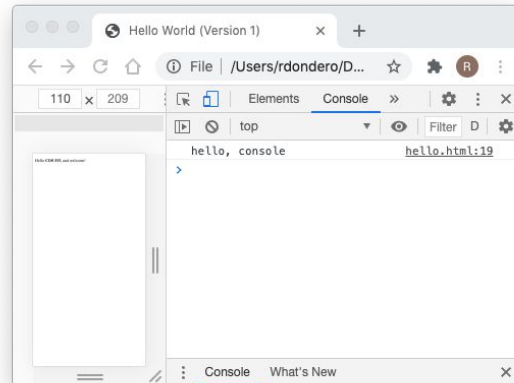 Hello World (Version 1)
File | /Users/rdondero/D... R
110 x 209 Elements Console »
top Filter D
hello, console hello.html:19
>
Console What's New